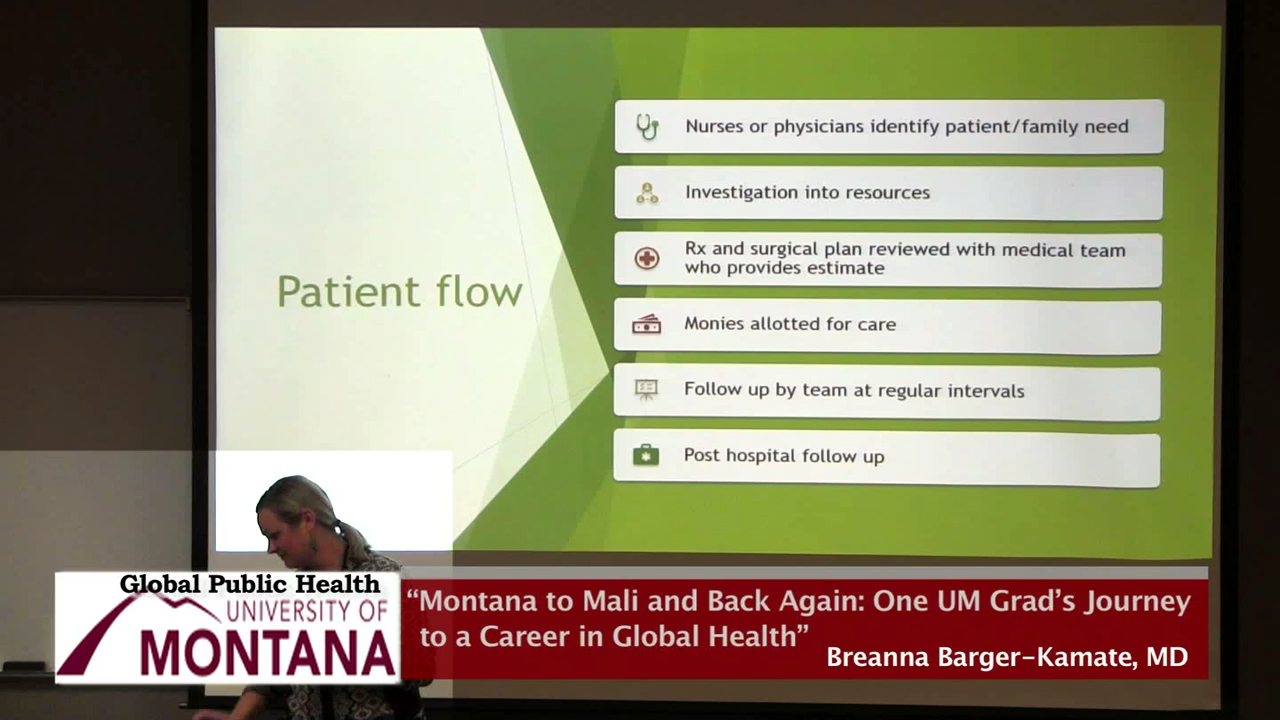 Patient flow
Nurses or physicians identify patient/family need
Investigation into resources
Rx and surgical plan reviewed with medical team
who provides estimate
Monies allotted for care
Follow up by team at regular intervals
Post hospital follow up
Global Public Health
UNIVERSITY OF
MONTANA
“Montana to Mali and Back Again: One UM Grad’s Journey
to a Career in Global Health”
Breanna Barger-Kamate, MD